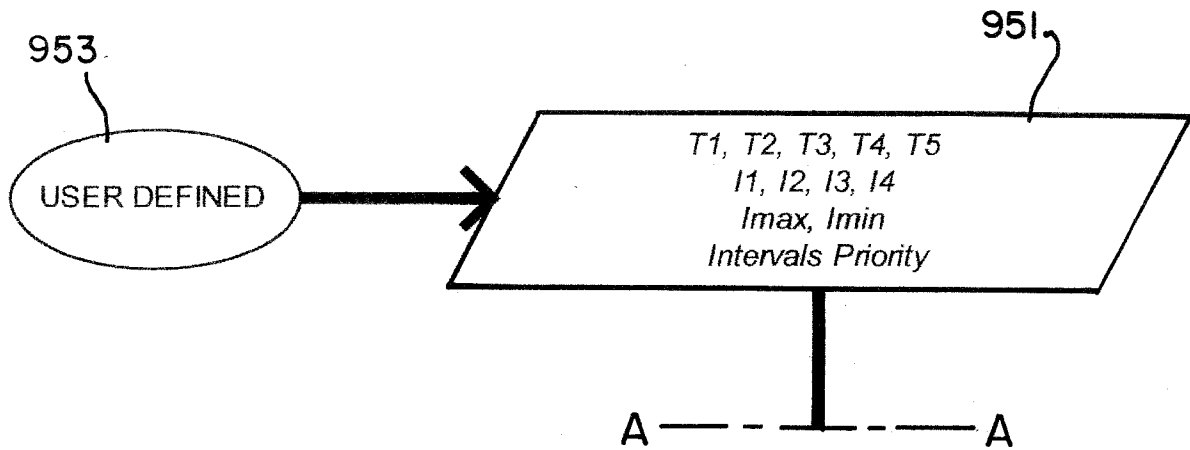 953
951
USER DEFINED
T1, T2, T3, T4, T5
I1, I2, I3, I4
Imax, Imin
Intervals Priority
A A